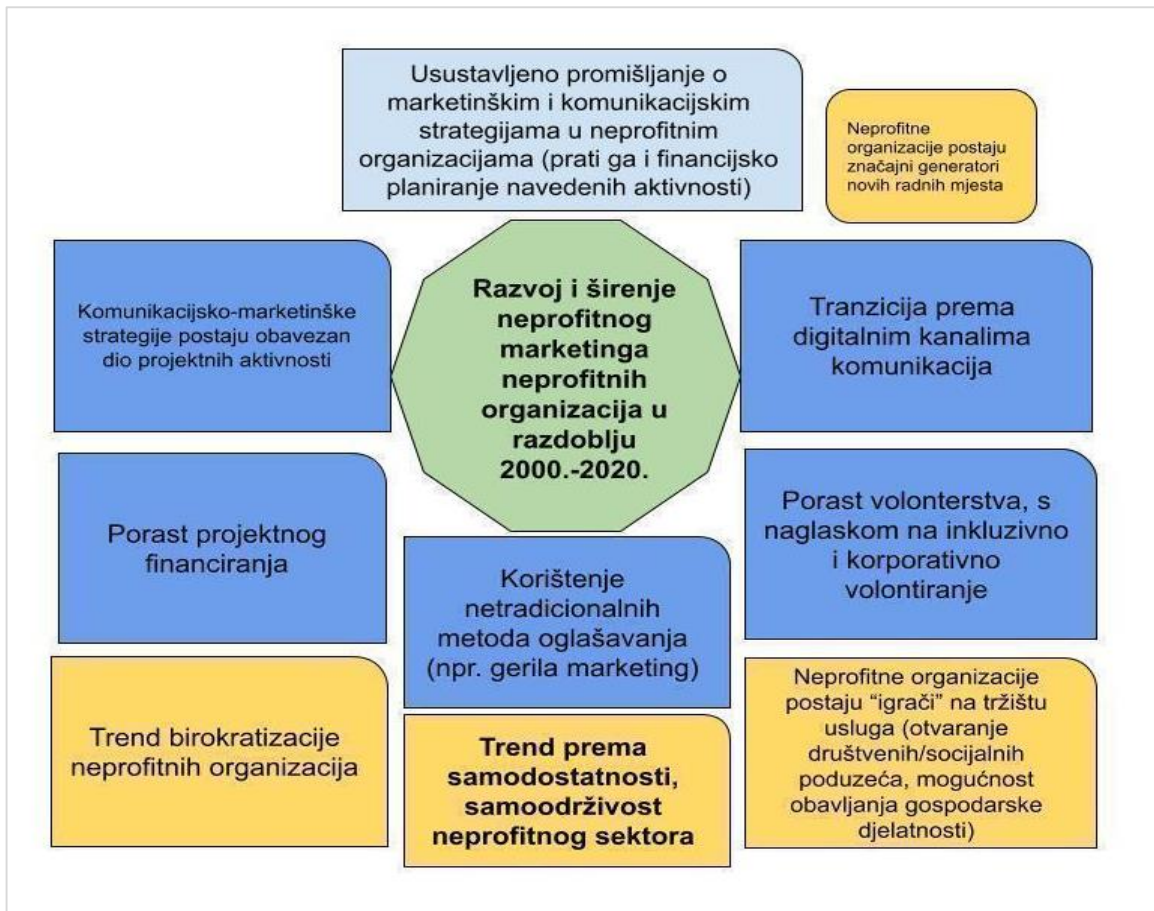 Usustavljeno promišljanje o
marketinškim i komunikacijskim
strategijama u neprofitnim
organizacijama (prati ga i financijsko
planiranje navedenih aktivnosti)
Neprofitne
organizacije postaju
značajni generatori
novih radnih mjesta
Komunikacijsko-marketinške
strategije postaju obavezan
dio projektnih aktivnosti
Razvoj i širenje
neprofitnog
marketinga
neprofitnih
organizacija u
razdoblju
2000.-2020.
Tranzicija prema
digitalnim kanalima
komunikacija
Porast projektnog
financiranja
Korištenje
netradicionalnih
metoda oglašavanja
(npr. gerila marketing)
Porast volonterstva, s
naglaskom na inkluzivno
i korporativno
volontiranje
Trend birokratizacije
neprofitnih organizacija
Trend prema
samodostatnosti,
samoodrživost
neprofitnog sektora
Neprofitne organizacije
postaju “igrači” na tržištu
usluga (otvaranje
društvenih/socijalnih
poduzeća, mogućnost
obavljanja gospodarske
djelatnosti)